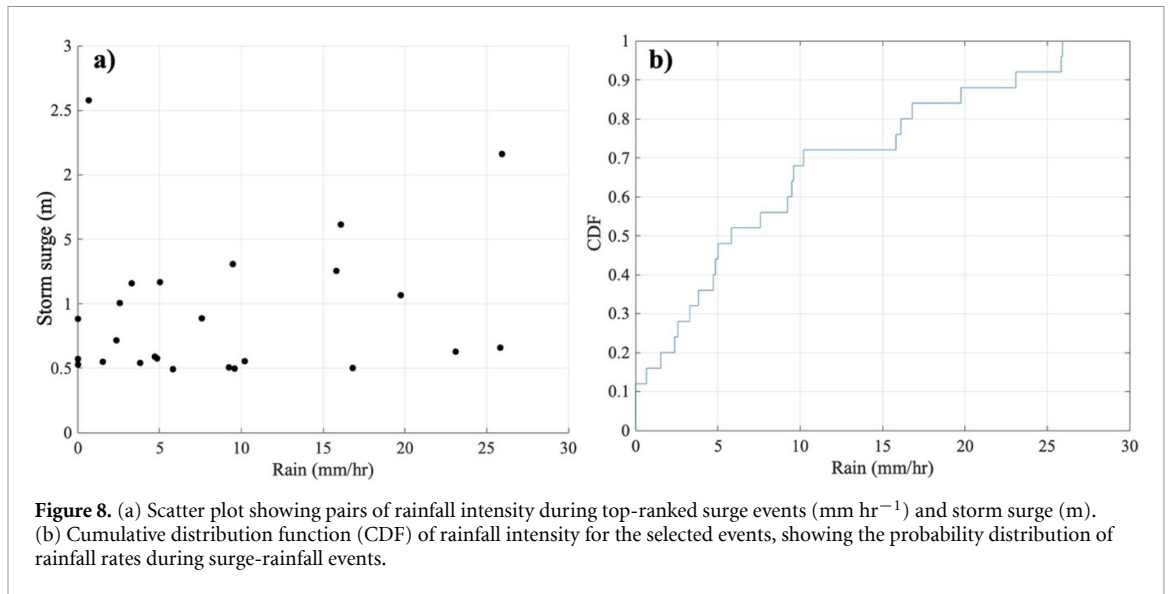 a)
3
2.5
2
5
1
0.5
0
Storm surge (m)
0 5 10 15 20 25 30
Rain (mm/hr)
b)
1
0.9
0.8
0.7
0.6
0.5
0.4
0.3
0.2
0.1
0
CDF
0 5 10 15 20 25 30
Rain (mm/hr)
Figure 8. (a) Scatter plot showing pairs of rainfall intensity during top-ranked surge events (mm hr−1) and storm surge (m).
(b) Cumulative distribution function (CDF) of rainfall intensity for the selected events, showing the probability distribution of
rainfall rates during surge-rainfall events.